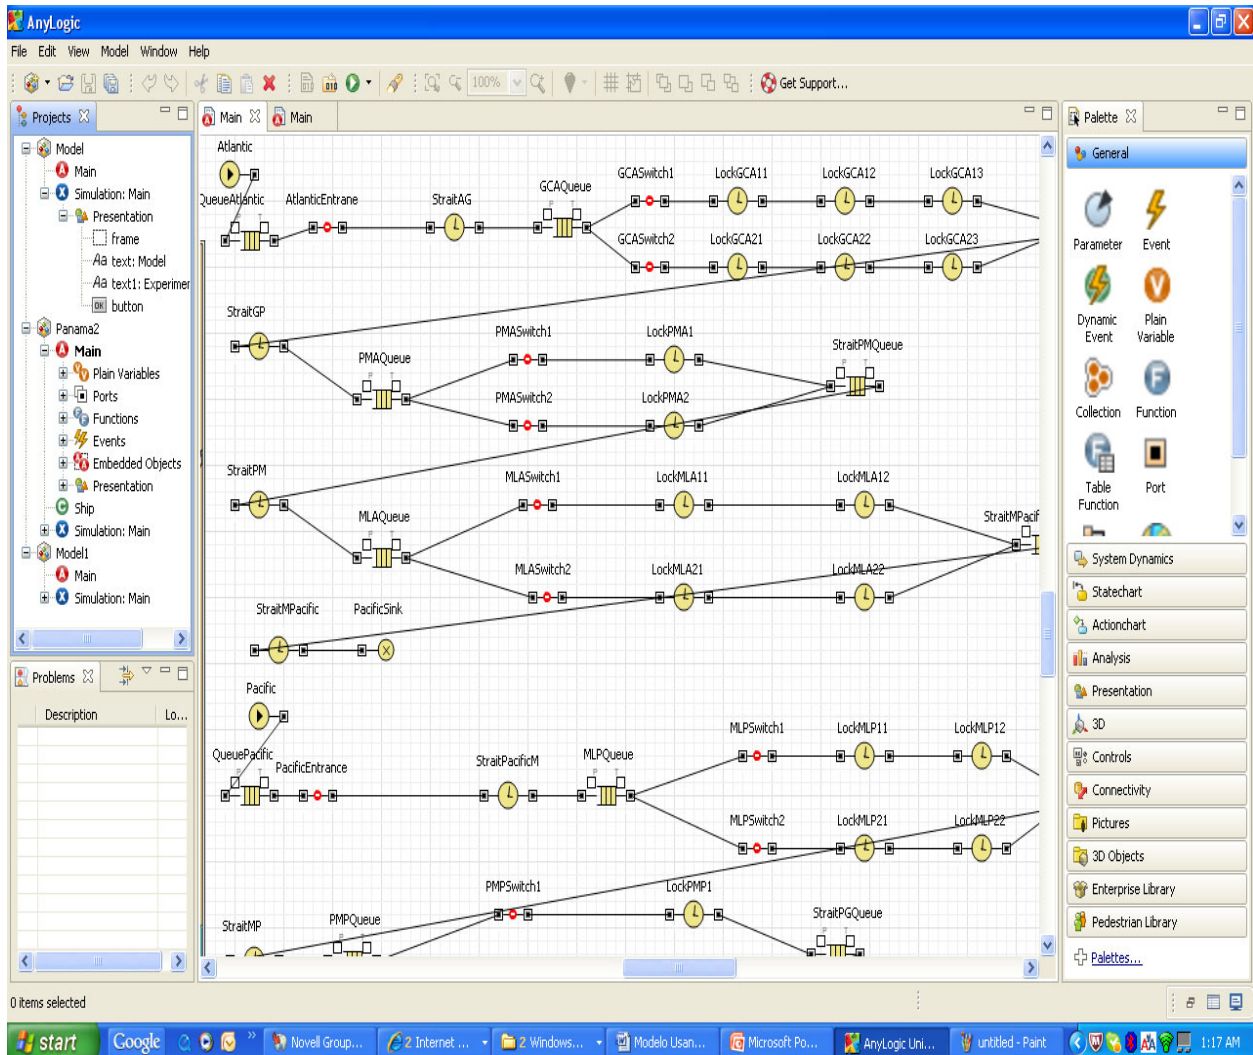 AnyLogic
File Edit View Model Window Help
100% Get Support...
Projects
Model
Main
Simulation: Main
Presentation
frame
Aa text: Model
Aa text1: Experimer
OK button
Panama2
Main
Plain Variables
Ports
Functions
Events
Embedded Objects
Presentation
Ship
Simulation: Main
Model1
Main
Simulation: Main
Problems
Description Lo...
Main Main
Atlantic
QueueAtlantic AtlanticEntrane StraitAG GCAQueue
GCASwitch1 LockGCA11 LockGCA12 LockGCA13
GCASwitch2 LockGCA21 LockGCA22 LockGCA23
StraitGP
PMAQueue PMASwitch1 LockPMA1 StraitPMQueue
PMASwitch2 LockPMA2
StraitPM
MLAQueue MLASwitch1 LockMLA11 LockMLA12
StraitMPacif
MLASwitch2 LockMLA21 LockMLA22
StraitMPacific PacificSink
Pacific
QueuePacific PacificEntrance StraitPacificM MLPQueue
MLPSwitch1 LockMLP11 LockMLP12
MLPSwitch2 LockMLP21 LockMLP22
PMPSwitch1 LockPMP1
StraitMP PMPQueue StraitPGQueue
Palette
General
Parameter Event
Dynamic Event Plain Variable
Collection Function
Table Function Port
System Dynamics
Statechart
Actionchart
Analysis
Presentation
3D
Controls
Connectivity
Pictures
3D Objects
Enterprise Library
Pedestrian Library
Palettes...
0 items selected
start Google » Novell Group... 2 Internet ... 2 Windows... Modelo Usan... Microsoft Po... AnyLogic Uni... untitled - Paint 1:17 AM